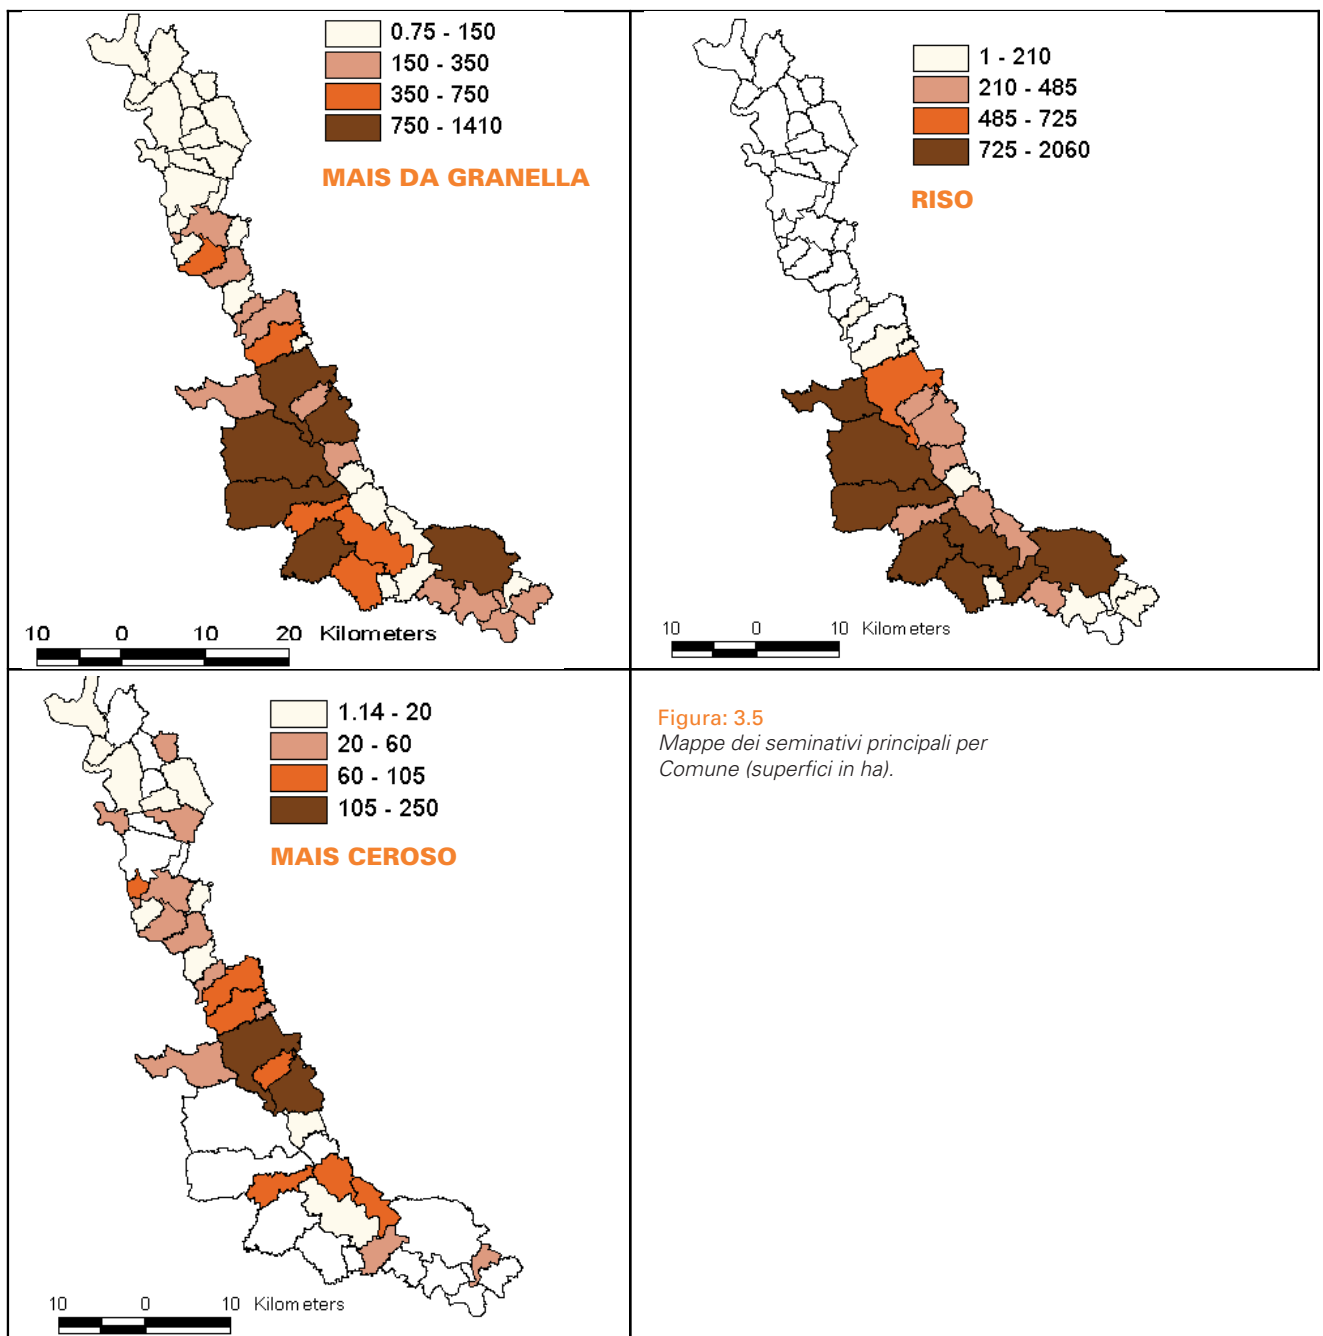 0.75 - 150
150 - 350
350 - 750
750 - 1410
MAIS DA GRANELLA
10 0 10 20 Kilometers
1 - 210
210 - 485
485 - 725
725 - 2060
RISO
10 0 10 Kilometers
1.14 - 20
20 - 60
60 - 105
105 - 250
MAIS CEROSO
10 0 10 Kilometers
Figura: 3.5
Mappe dei seminativi principali per
Comune (superfici in ha).